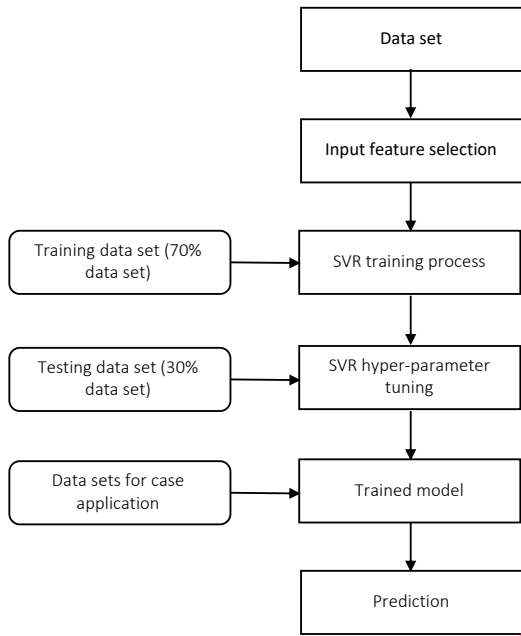 Data set
Input feature selection
Training data set (70%
data set)
SVR training process
Testing data set (30%
data set)
SVR hyper-parameter
tuning
Data sets for case
application
Trained model
Prediction